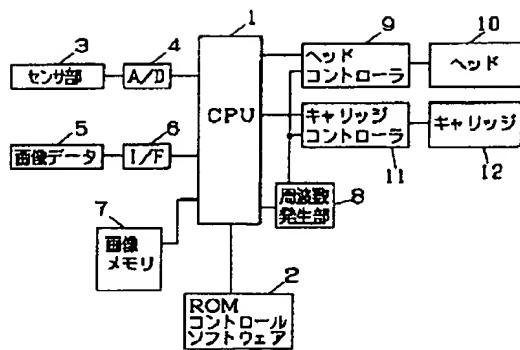 1
3
4
9
10
センサ部
A/D
CPU
ヘッド
コントローラ
ヘッド
5
6
画像データ
I/F
キャリッジ
コントローラ
キャリッジ
11
12
7
画像
メモリ
周波数
発生部
8
2
ROM
コントロール
ソフトウェア